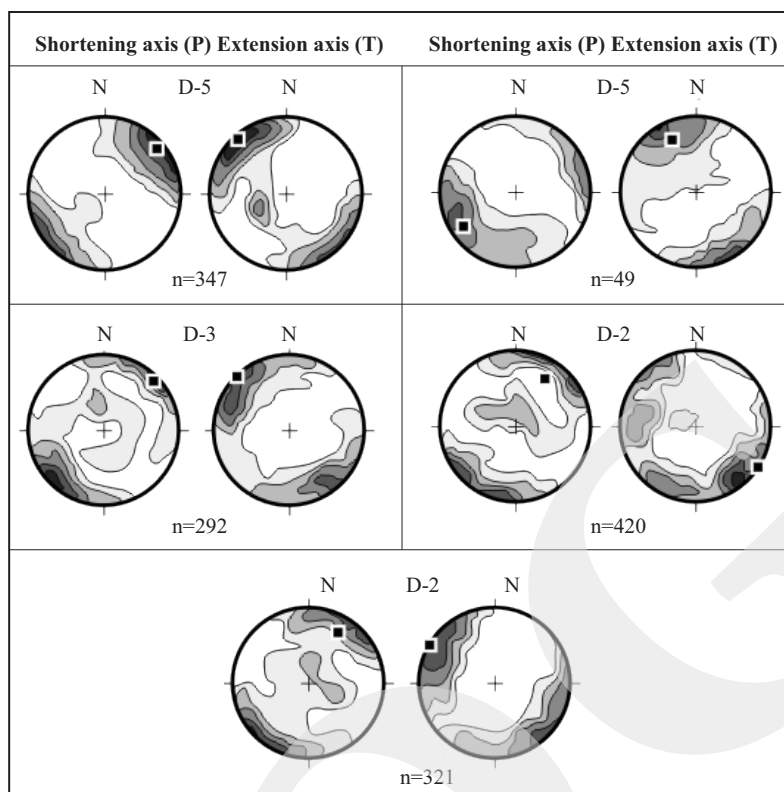 Shortening axis (P) Extension axis (T) Shortening axis (P) Extension axis (T)
N D-5 N D-5 N
n=347 n=49
N D-3 N N D-2 N
n=292 n=420
N D-2 N
n=321